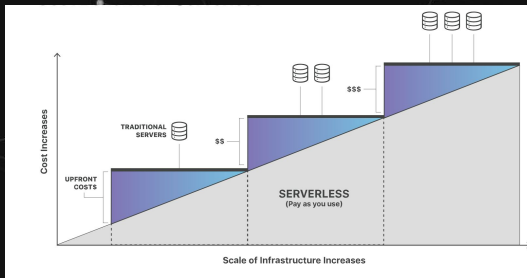 $$$
TRADITIONAL
SERVERS
$$
Cost Increases
UPFRONT
COSTS
SERVERLESS
(Pay as you use)
Scale of Infrastructure Increases